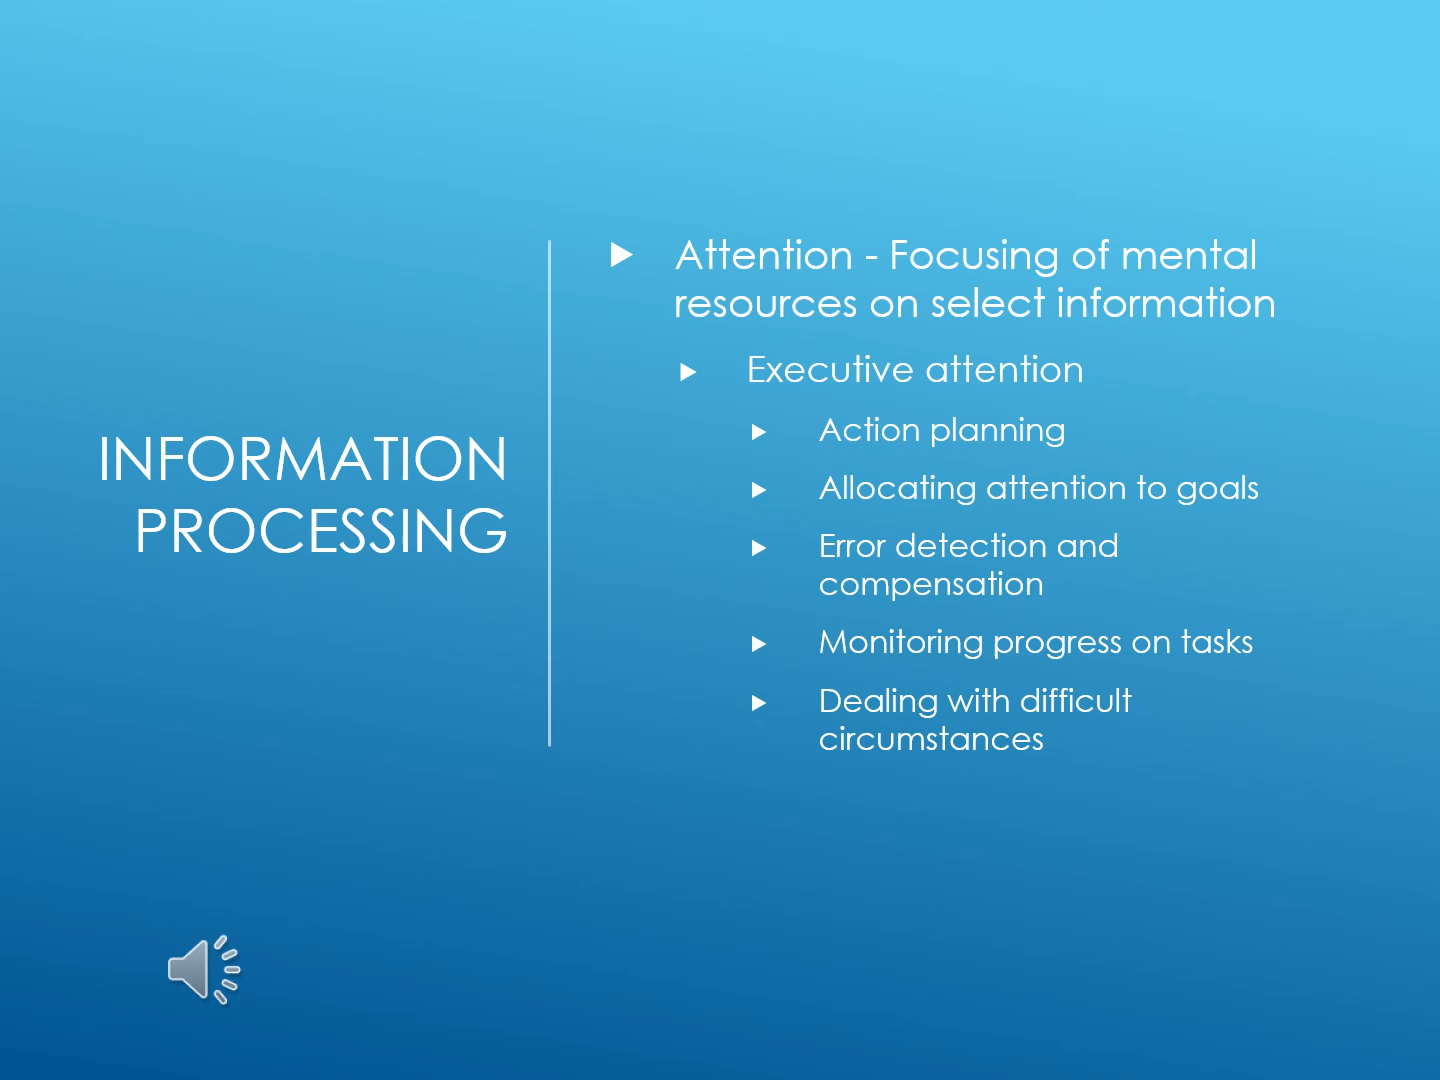 INFORMATION
PROCESSING
Attention - Focusing of mental
resources on select information
Executive attention
Action planning
Allocating attention to goals
Error detection and
compensation
Monitoring progress on tasks
Dealing with difficult
circumstances